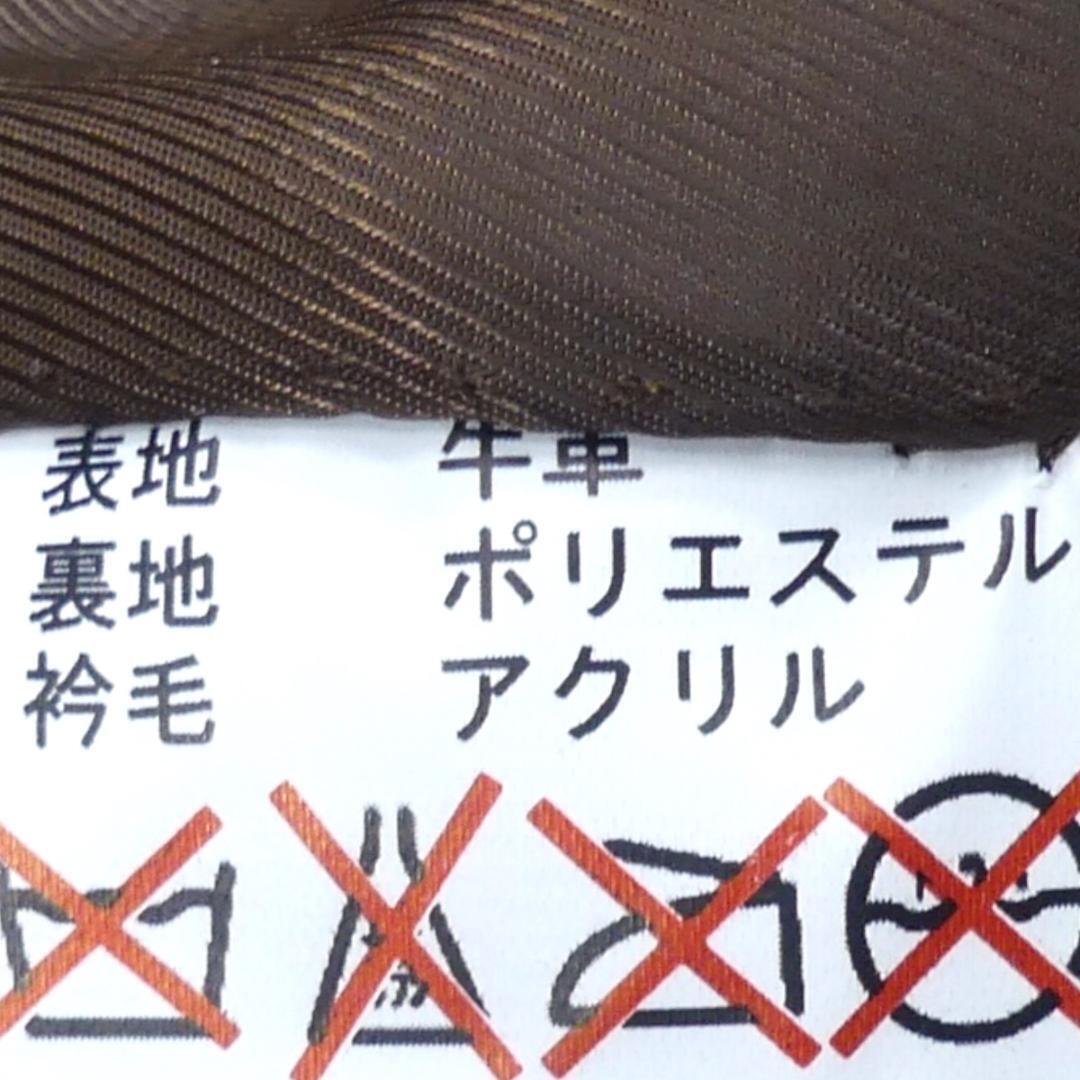 表地 牛革
裏地 ポリエステル
衿毛 アクリル